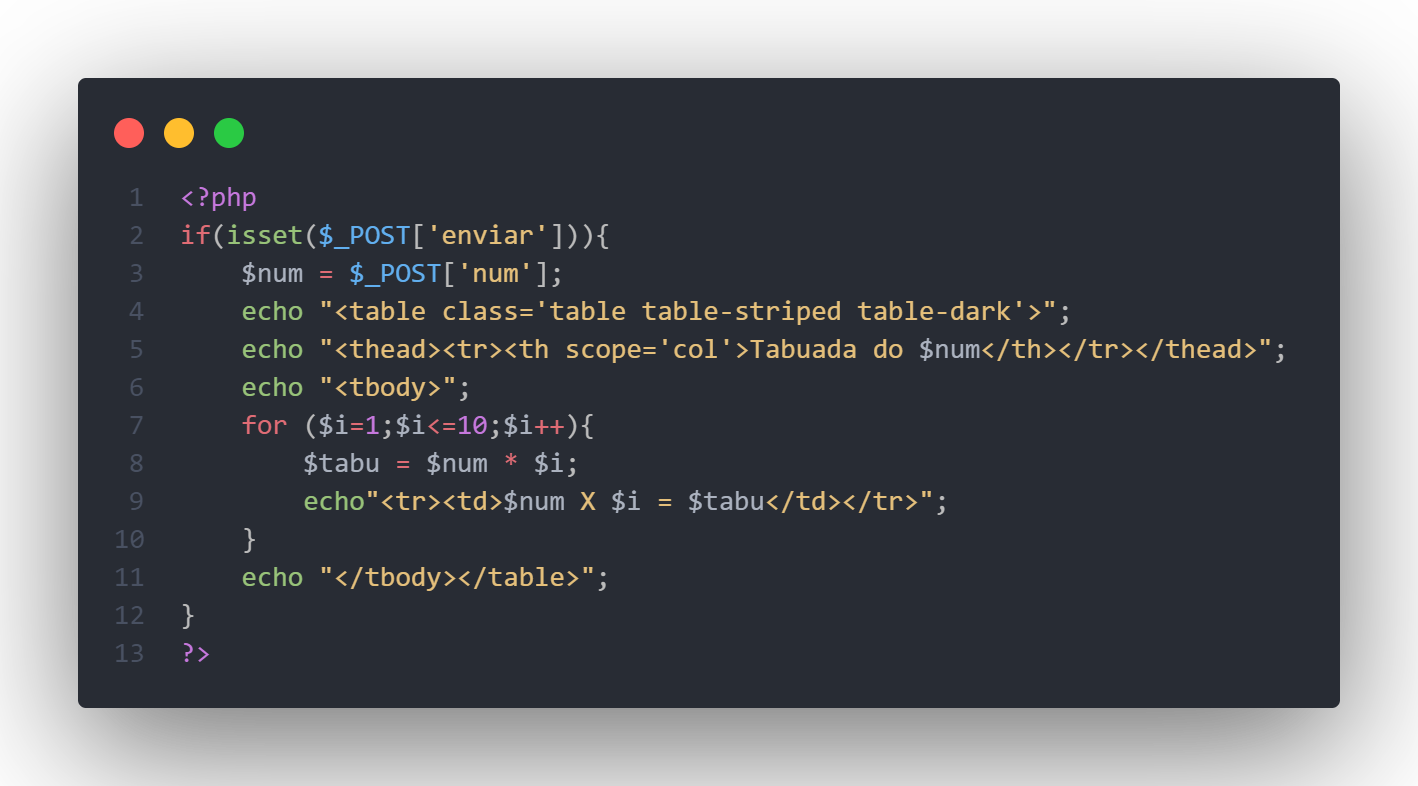 1 <?php
2 if(isset($_POST['enviar'])){
3     $num = $_POST['num'];
4     echo "<table class='table table-striped table-dark'>";
5     echo "<thead><tr><th scope='col'>Tabuada do $num</th></tr></thead>";
6     echo "<tbody>";
7     for ($i=1;$i<=10;$i++){
8         $tabu = $num * $i;
9         echo"<tr><td>$num X $i = $tabu</td></tr>";
10     }
11     echo "</tbody></table>";
12 }
13 ?>